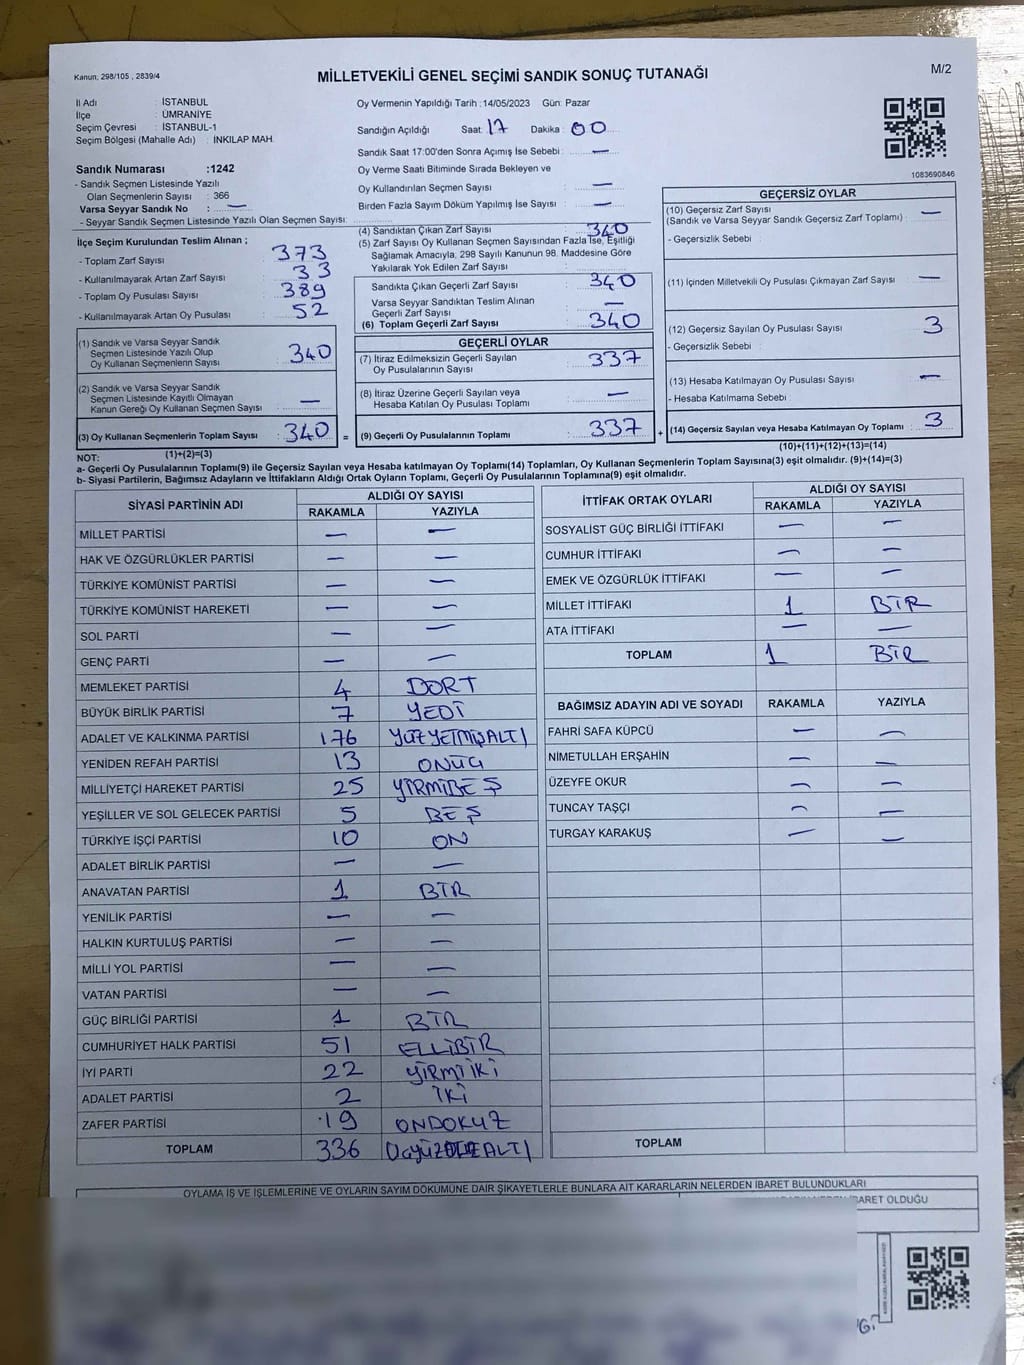 Kanun, 298/105 , 2839/4
MİLLETVEKİLİ GENEL SEÇİMİ SANDIK SONUÇ TUTANAĞI
M/2
İl Adı : İSTANBUL
İlçe : ÜMRANİYE
Seçim Çevresi : İSTANBUL-1
Seçim Bölgesi (Mahalle Adı) : İNKILAP MAH.
Oy Vermenin Yapıldığı Tarih :14/05/2023 Gün: Pazar
Sandığın Açıldığı Saat: 17 Dakika : 00
Sandık Saat 17:00'den Sonra Açımış İse Sebebi : —
Oy Verme Saati Bitiminde Sırada Bekleyen ve
Oy Kullandırılan Seçmen Sayısı : —
Birden Fazla Sayım Döküm Yapılmış İse Sayısı : —
1083690846
Sandık Numarası :1242
- Sandık Seçmen Listesinde Yazılı
Olan Seçmenlerin Sayısı : 366
Varsa Seyyar Sandık No : —
- Seyyar Sandık Seçmen Listesinde Yazılı Olan Seçmen Sayısı:
İlçe Seçim Kurulundan Teslim Alınan ;
- Toplam Zarf Sayısı : 373
- Kullanılmayarak Artan Zarf Sayısı : 33
- Toplam Oy Pusulası Sayısı : 389
- Kullanılmayarak Artan Oy Pusulası : 52
(1) Sandık ve Varsa Seyyar Sandık
Seçmen Listesinde Yazılı Olup
Oy Kullanan Seçmenlerin Sayısı : 340
(2) Sandık ve Varsa Seyyar Sandık
Seçmen Listesinde Kayıtlı Olmayan
Kanun Gereği Oy Kullanan Seçmen Sayısı : —
(3) Oy Kullanan Seçmenlerin Toplam Sayısı : 340 =
(1)+(2)=(3)
(4) Sandıktan Çıkan Zarf Sayısı : 340
(5) Zarf Sayısı Oy Kullanan Seçmen Sayısından Fazla İse, Eşitliği
Sağlamak Amacıyla; 298 Sayılı Kanunun 98. Maddesine Göre
Yakılarak Yok Edilen Zarf Sayısı :
Sandıkta Çıkan Geçerli Zarf Sayısı : 340
Varsa Seyyar Sandıktan Teslim Alınan
Geçerli Zarf Sayısı : —
(6) Toplam Geçerli Zarf Sayısı : 340
GEÇERLİ OYLAR
(7) İtiraz Edilmeksizin Geçerli Sayılan
Oy Pusulalarının Sayısı : 337
(8) İtiraz Üzerine Geçerli Sayılan veya
Hesaba Katılan Oy Pusulası Toplamı : —
(9) Geçerli Oy Pusulalarının Toplamı : 337 +
GEÇERSİZ OYLAR
(10) Geçersiz Zarf Sayısı : —
(Sandık ve Varsa Seyyar Sandık Geçersiz Zarf Toplamı)
- Geçersizlik Sebebi :
(11) İçinden Milletvekili Oy Pusulası Çıkmayan Zarf Sayısı : —
(12) Geçersiz Sayılan Oy Pusulası Sayısı : 3
- Geçersizlik Sebebi :
(13) Hesaba Katılmayan Oy Pusulası Sayısı : —
- Hesaba Katılmama Sebebi :
(14) Geçersiz Sayılan veya Hesaba Katılmayan Oy Toplamı : 3
(10)+(11)+(12)+(13)=(14)
NOT:
a- Geçerli Oy Pusulalarının Toplamı(9) ile Geçersiz Sayılan veya Hesaba katılmayan Oy Toplamı(14) Toplamları, Oy Kullanan Seçmenlerin Toplam Sayısına(3) eşit olmalıdır. (9)+(14)=(3)
b- Siyasi Partilerin, Bağımsız Adayların ve İttifakların Aldığı Ortak Oyların Toplamı, Geçerli Oy Pusulalarının Toplamına(9) eşit olmalıdır.
SİYASİ PARTİNİN ADI ALDIĞI OY SAYISI
RAKAMLA YAZIYLA
MİLLET PARTİSİ — —
HAK VE ÖZGÜRLÜKLER PARTİSİ — —
TÜRKİYE KOMÜNİST PARTİSİ — —
TÜRKİYE KOMÜNİST HAREKETİ — —
SOL PARTİ — —
GENÇ PARTİ — —
MEMLEKET PARTİSİ 4 DÖRT
BÜYÜK BİRLİK PARTİSİ 7 YEDİ
ADALET VE KALKINMA PARTİSİ 176 YÜZYETMİŞALTI
YENİDEN REFAH PARTİSİ 13 ONÜÇ
MİLLİYETÇİ HAREKET PARTİSİ 25 YİRMİBEŞ
YEŞİLLER VE SOL GELECEK PARTİSİ 5 BEŞ
TÜRKİYE İŞÇİ PARTİSİ 10 ON
ADALET BİRLİK PARTİSİ — —
ANAVATAN PARTİSİ 1 BİR
YENİLİK PARTİSİ — —
HALKIN KURTULUŞ PARTİSİ — —
MİLLİ YOL PARTİSİ — —
VATAN PARTİSİ — —
GÜÇ BİRLİĞİ PARTİSİ 1 BİR
CUMHURİYET HALK PARTİSİ 51 ELLİBİR
İYİ PARTİ 22 YİRMİİKİ
ADALET PARTİSİ 2 İKİ
ZAFER PARTİSİ 19 ONDOKUZ
TOPLAM 336
İTTİFAK ORTAK OYLARI ALDIĞI OY SAYISI
RAKAMLA YAZIYLA
SOSYALİST GÜÇ BİRLİĞİ İTTİFAKI — —
CUMHUR İTTİFAKI — —
EMEK VE ÖZGÜRLÜK İTTİFAKI — —
MİLLET İTTİFAKI 1 BİR
ATA İTTİFAKI — —
TOPLAM 1 BİR
BAĞIMSIZ ADAYIN ADI VE SOYADI RAKAMLA YAZIYLA
FAHRİ SAFA KÜPCÜ — —
NİMETULLAH ERŞAHİN — —
ÜZEYFE OKUR — —
TUNCAY TAŞÇI — —
TURGAY KARAKUŞ — —
TOPLAM
OYLAMA İŞ VE İŞLEMLERİNE VE OYLARIN SAYIM DÖKÜMÜNE DAİR ŞİKAYETLERLE BUNLARA AİT KARARLARIN NELERDEN İBARET BULUNDUKLARI
OLDUĞU